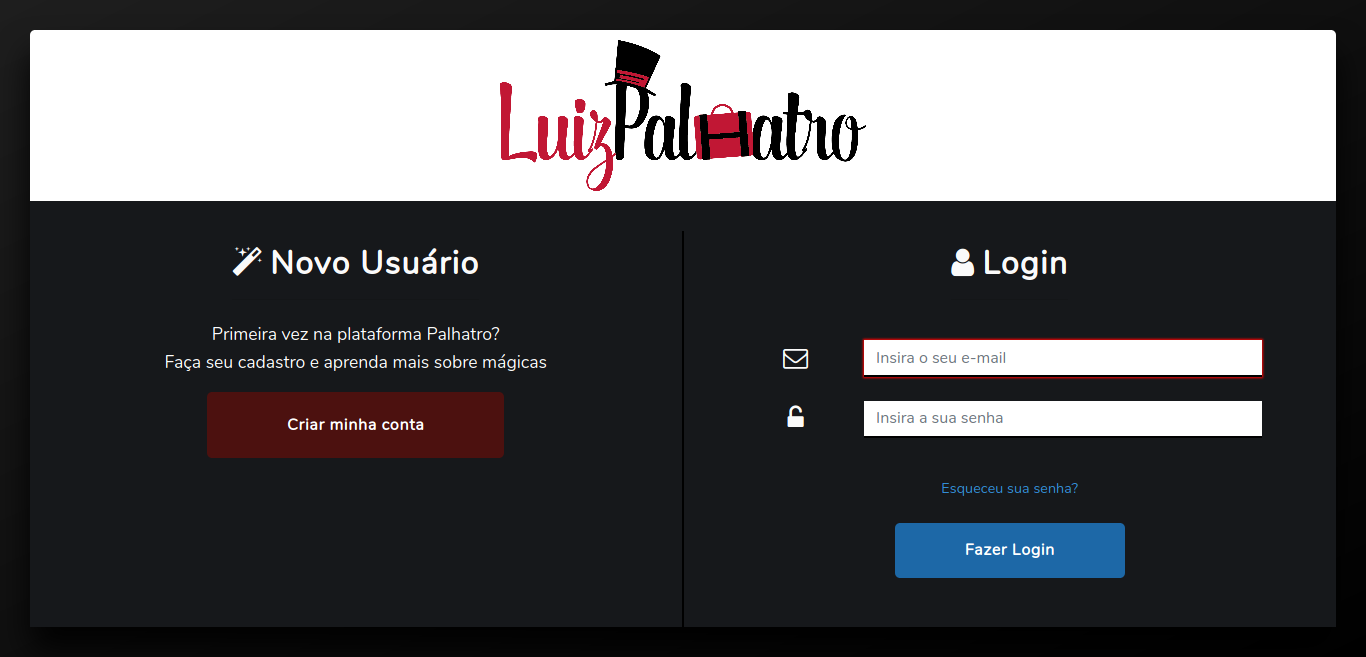 LuizPalHatro
Novo Usuário
Primeira vez na plataforma Palhatro?
Faça seu cadastro e aprenda mais sobre mágicas
Criar minha conta
Login
Insira o seu e-mail
Insira a sua senha
Esqueceu sua senha?
Fazer Login